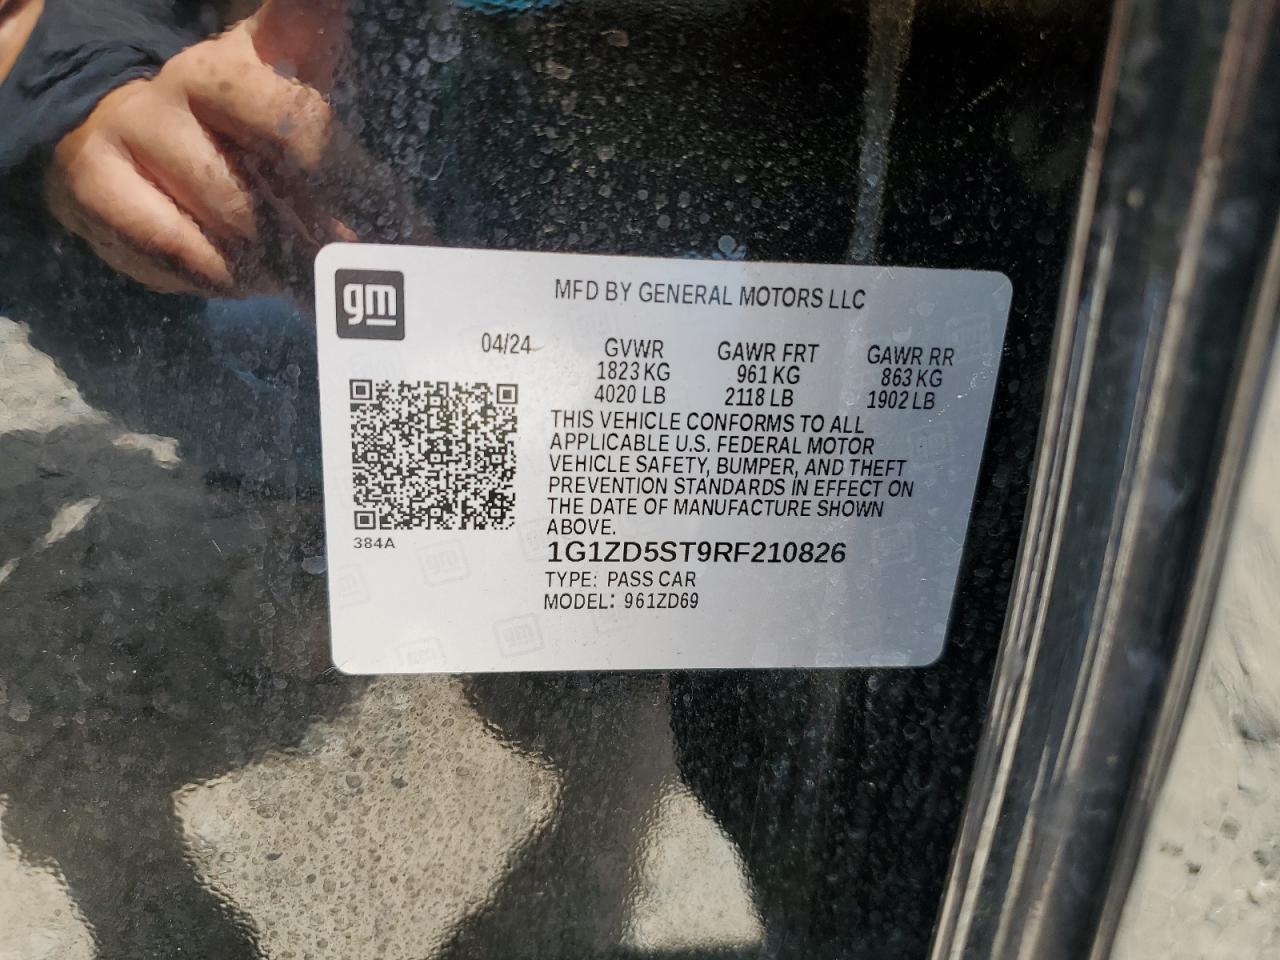 gm
MFD BY GENERAL MOTORS LLC
04/24 GVWR GAWR FRT GAWR RR
1823 KG 961 KG 863 KG
4020 LB 2118 LB 1902 LB
THIS VEHICLE CONFORMS TO ALL
APPLICABLE U.S. FEDERAL MOTOR
VEHICLE SAFETY, BUMPER, AND THEFT
PREVENTION STANDARDS IN EFFECT ON
THE DATE OF MANUFACTURE SHOWN
ABOVE.
384A
1G1ZD5ST9RF210826
TYPE: PASS CAR
MODEL: 961ZD69